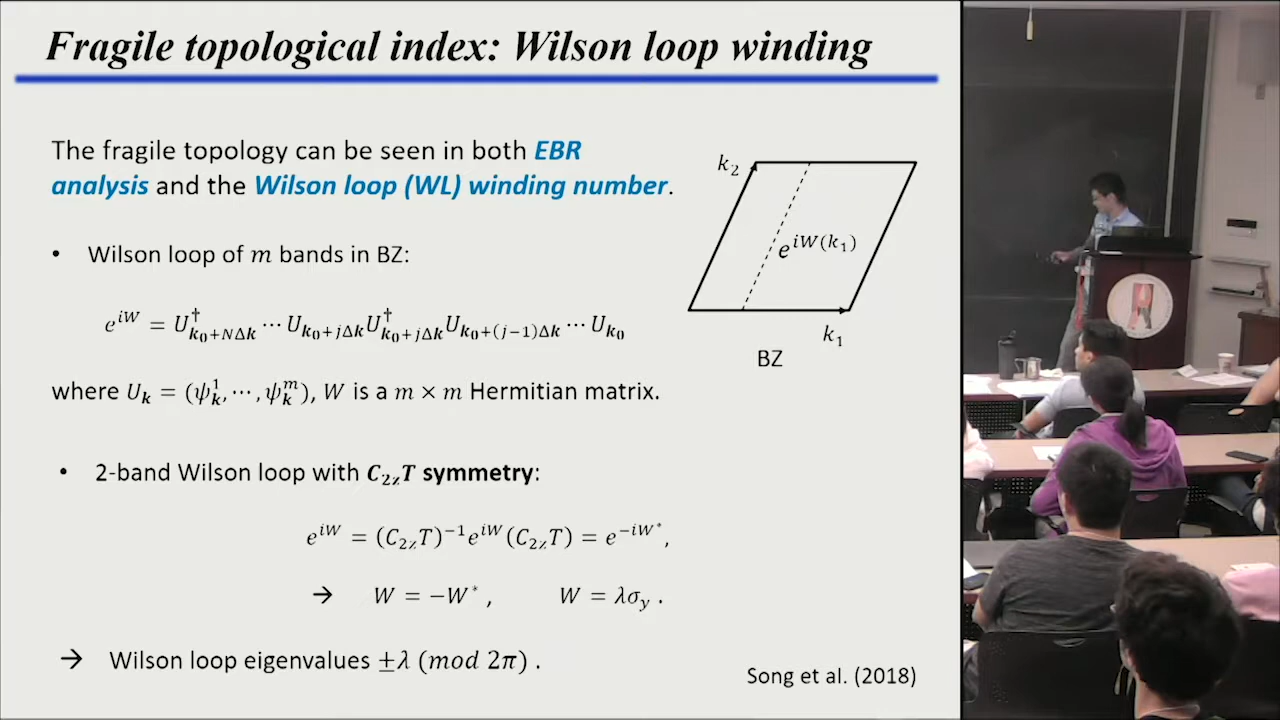 Fragile topological index: Wilson loop winding
The fragile topology can be seen in both EBR
analysis and the Wilson loop (WL) winding number.
• Wilson loop of m bands in BZ:
e^{iW} = U†_{k₀+NΔk} ⋯ U_{k₀+jΔk}U†_{k₀+jΔk}U_{k₀+(j−1)Δk} ⋯ U_{k₀}
where U_k = (ψ¹_k, ⋯, ψᵐ_k), W is a m × m Hermitian matrix.
k₂
e^{iW(k₁)}
k₁
BZ
• 2-band Wilson loop with C₂zT symmetry:
e^{iW} = (C₂zT)⁻¹e^{iW}(C₂zT) = e^{−iW*},
→ W = −W*, W = λσ_y .
→ Wilson loop eigenvalues ±λ (mod 2π) .
Song et al. (2018)